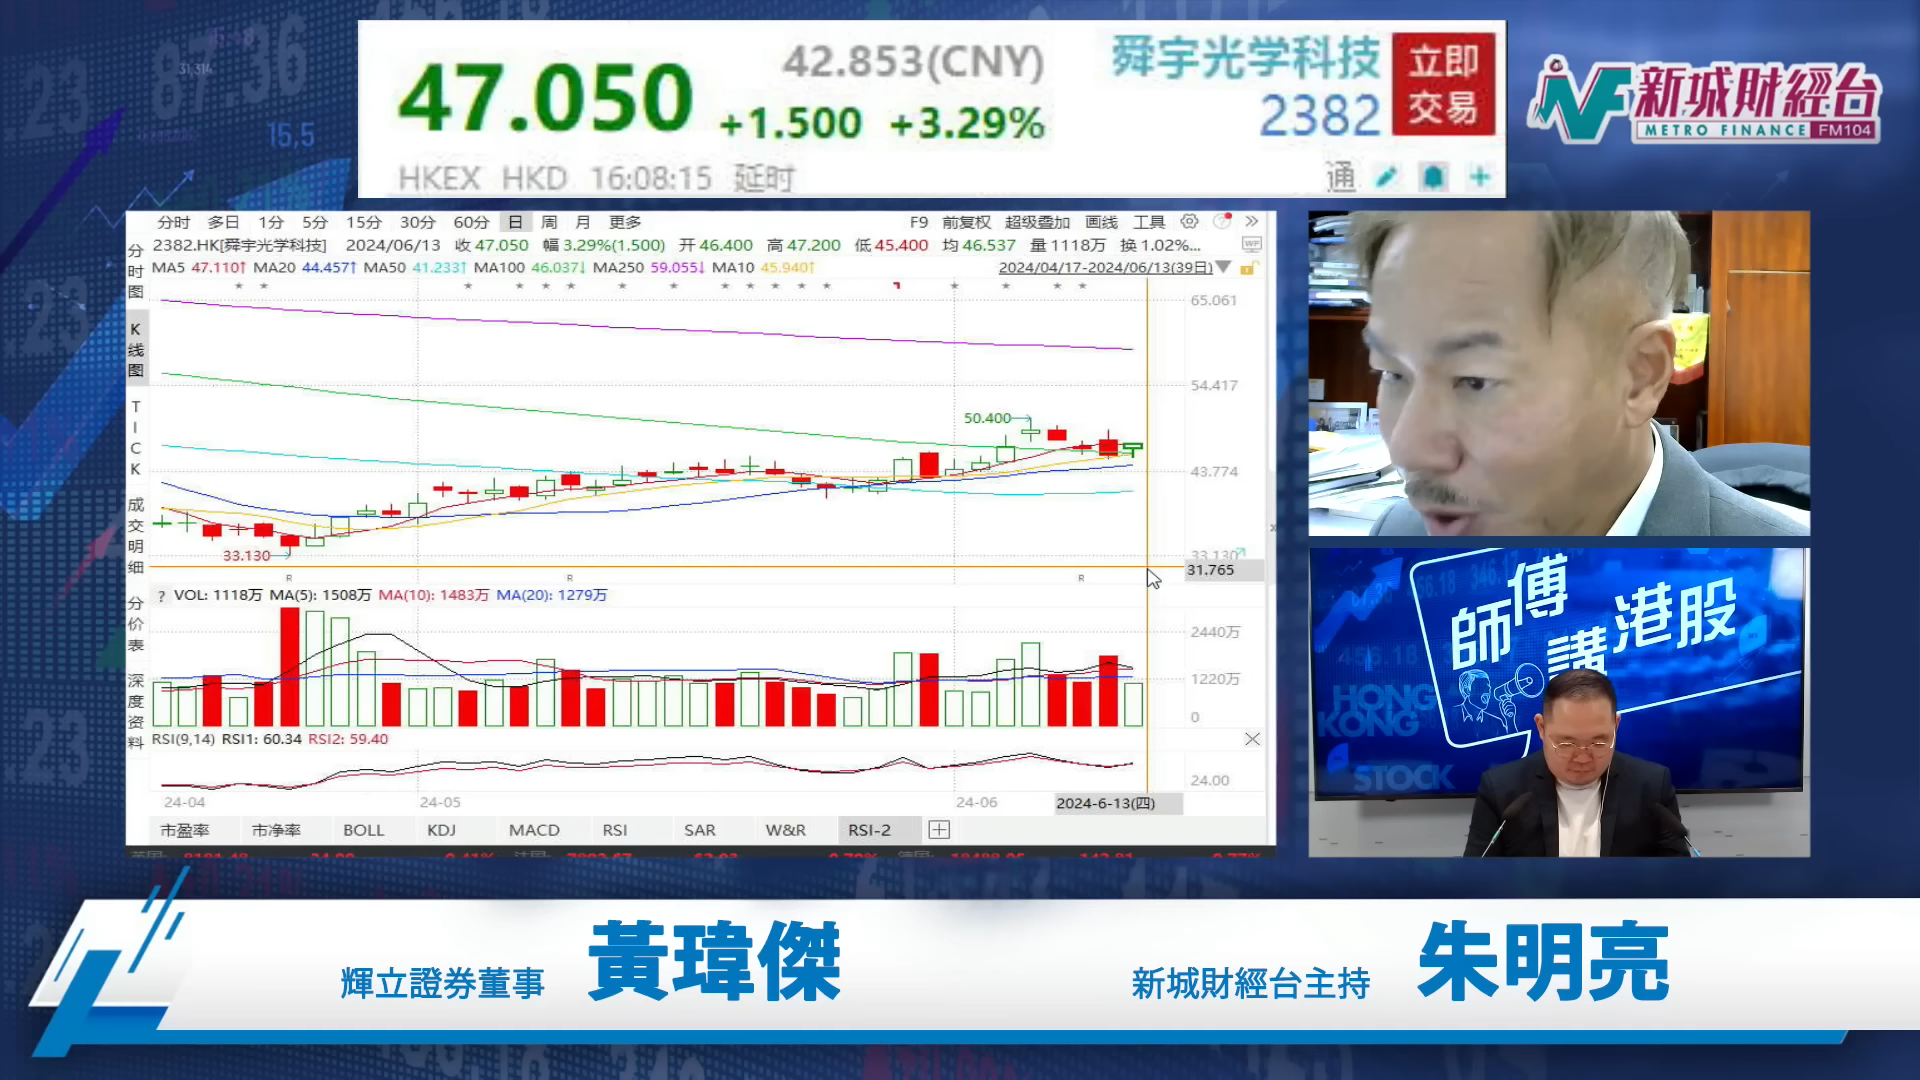 47.050
42.853(CNY)
+1.500 +3.29%
舜宇光学科技
2382
立即
交易
HKEX HKD 16:08:15 延时
通
新城財經台
METRO FINANCE FM104
分时 多日 1分 5分 15分 30分 60分 日 周 月 更多
F9 前复权 超级叠加 画线 工具
2382.HK[舜宇光学科技] 2024/06/13 收47.050 幅3.29%(1.500) 开46.400 高47.200 低45.400 均46.537 量1118万 换1.02%...
MA5 47.110↑ MA20 44.457↑ MA50 41.233↑ MA100 46.037↓ MA250 59.055↓ MA10 45.940↑
2024/04/17-2024/06/13(39日)
分时图
K线图
TICK
成交明细
分价表
深度资料
65.061
54.417
50.400
43.774
33.130
33.130
31.765
R R R
? VOL: 1118万 MA(5): 1508万 MA(10): 1483万 MA(20): 1279万
2440万
1220万
0
RSI(9,14) RSI1: 60.34 RSI2: 59.40
24.00
24-04 24-05 24-06 2024-6-13(四)
市盈率 市净率 BOLL KDJ MACD RSI SAR W&R RSI-2
師傅
講港股
HONG
KONG
STOCK
輝立證券董事 黃瑋傑
新城財經台主持 朱明亮